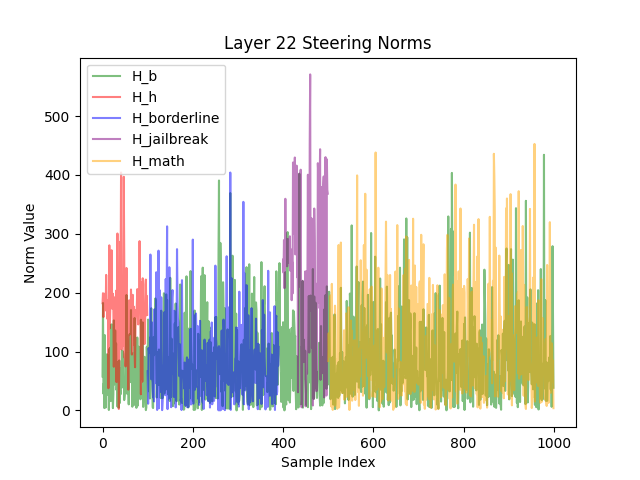 Layer 22 Steering Norms
H_b
H_h
H_borderline
H_jailbreak
H_math
Norm Value
500
400
300
200
100
0
0 200 400 600 800 1000
Sample Index